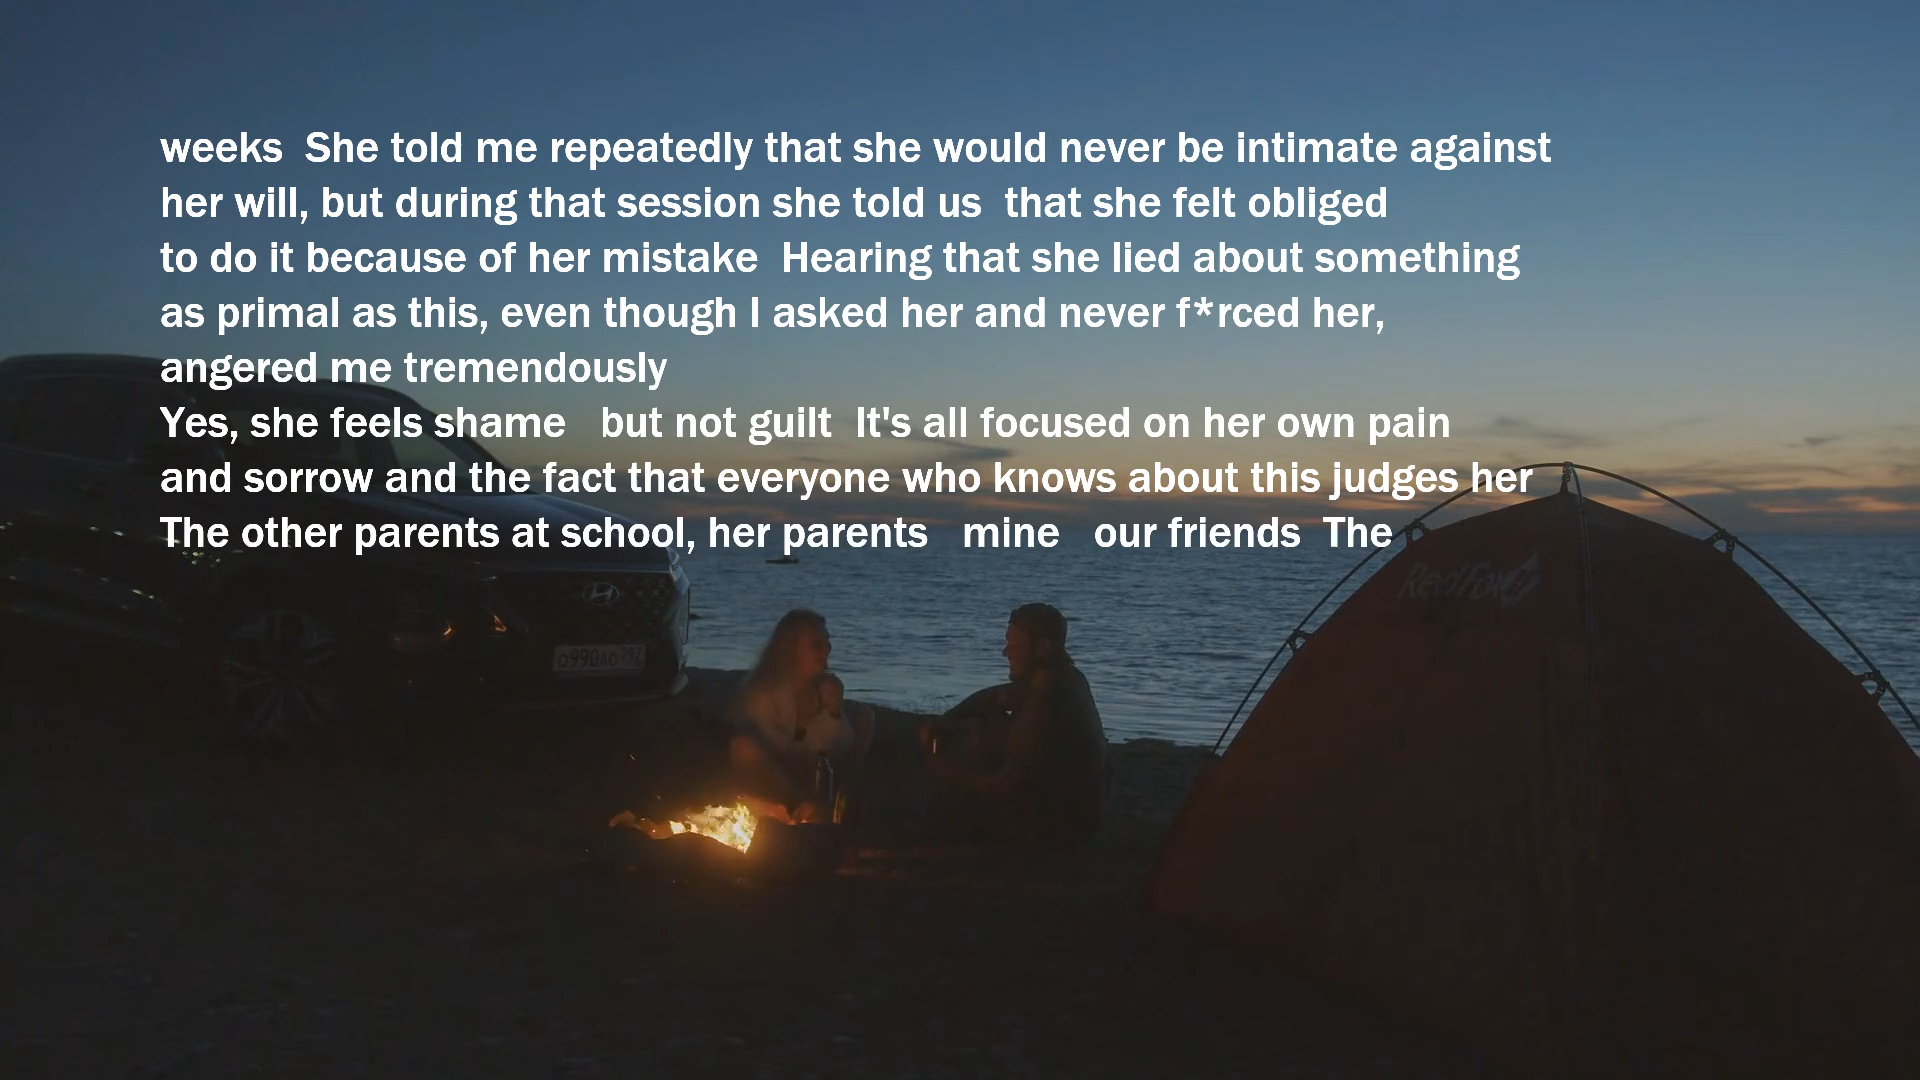 weeks  She told me repeatedly that she would never be intimate against
her will, but during that session she told us  that she felt obliged
to do it because of her mistake  Hearing that she lied about something
as primal as this, even though I asked her and never f*rced her,
angered me tremendously
Yes, she feels shame   but not guilt  It's all focused on her own pain
and sorrow and the fact that everyone who knows about this judges her
The other parents at school, her parents   mine   our friends  The
RedFox
О990АО797